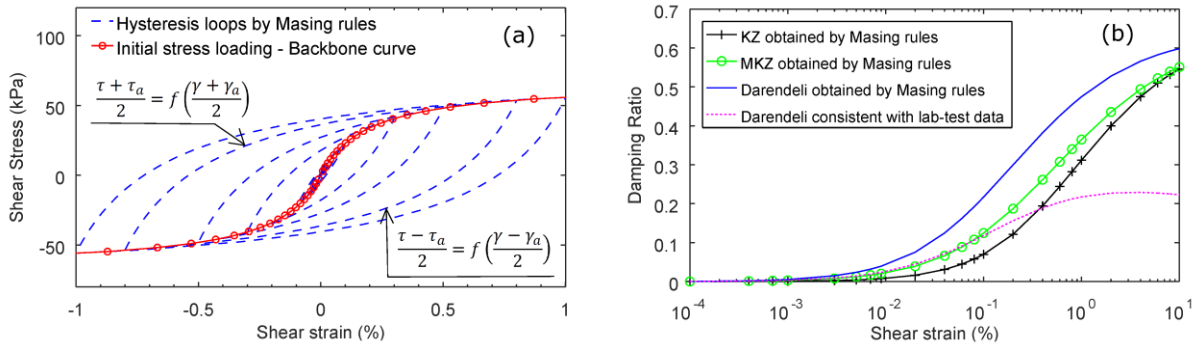 (a)
Hysteresis loops by Masing rules
Initial stress loading - Backbone curve
(τ + τₐ)/2 = f((γ + γₐ)/2)
(τ − τₐ)/2 = f((γ − γₐ)/2)
Shear Stress (kPa)
100
50
0
-50
-1 -0.5 0 0.5 1
Shear strain (%)
(b)
KZ obtained by Masing rules
MKZ obtained by Masing rules
Darendeli obtained by Masing rules
Darendeli consistent with lab-test data
Damping Ratio
0.7
0.6
0.5
0.4
0.3
0.2
0.1
0
10⁻⁴ 10⁻³ 10⁻² 10⁻¹ 10⁰ 10¹
Shear strain (%)